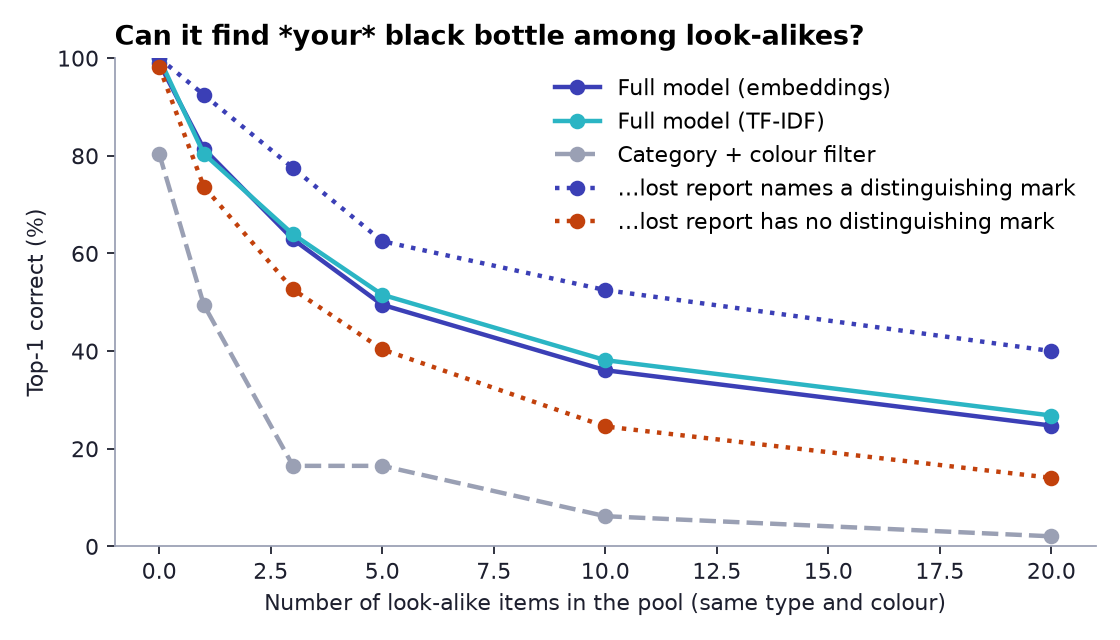 Can it find *your* black bottle among look-alikes?
100
80
60
40
20
0
Top-1 correct (%)
Full model (embeddings)
Full model (TF-IDF)
Category + colour filter
...lost report names a distinguishing mark
...lost report has no distinguishing mark
0.0 2.5 5.0 7.5 10.0 12.5 15.0 17.5 20.0
Number of look-alike items in the pool (same type and colour)